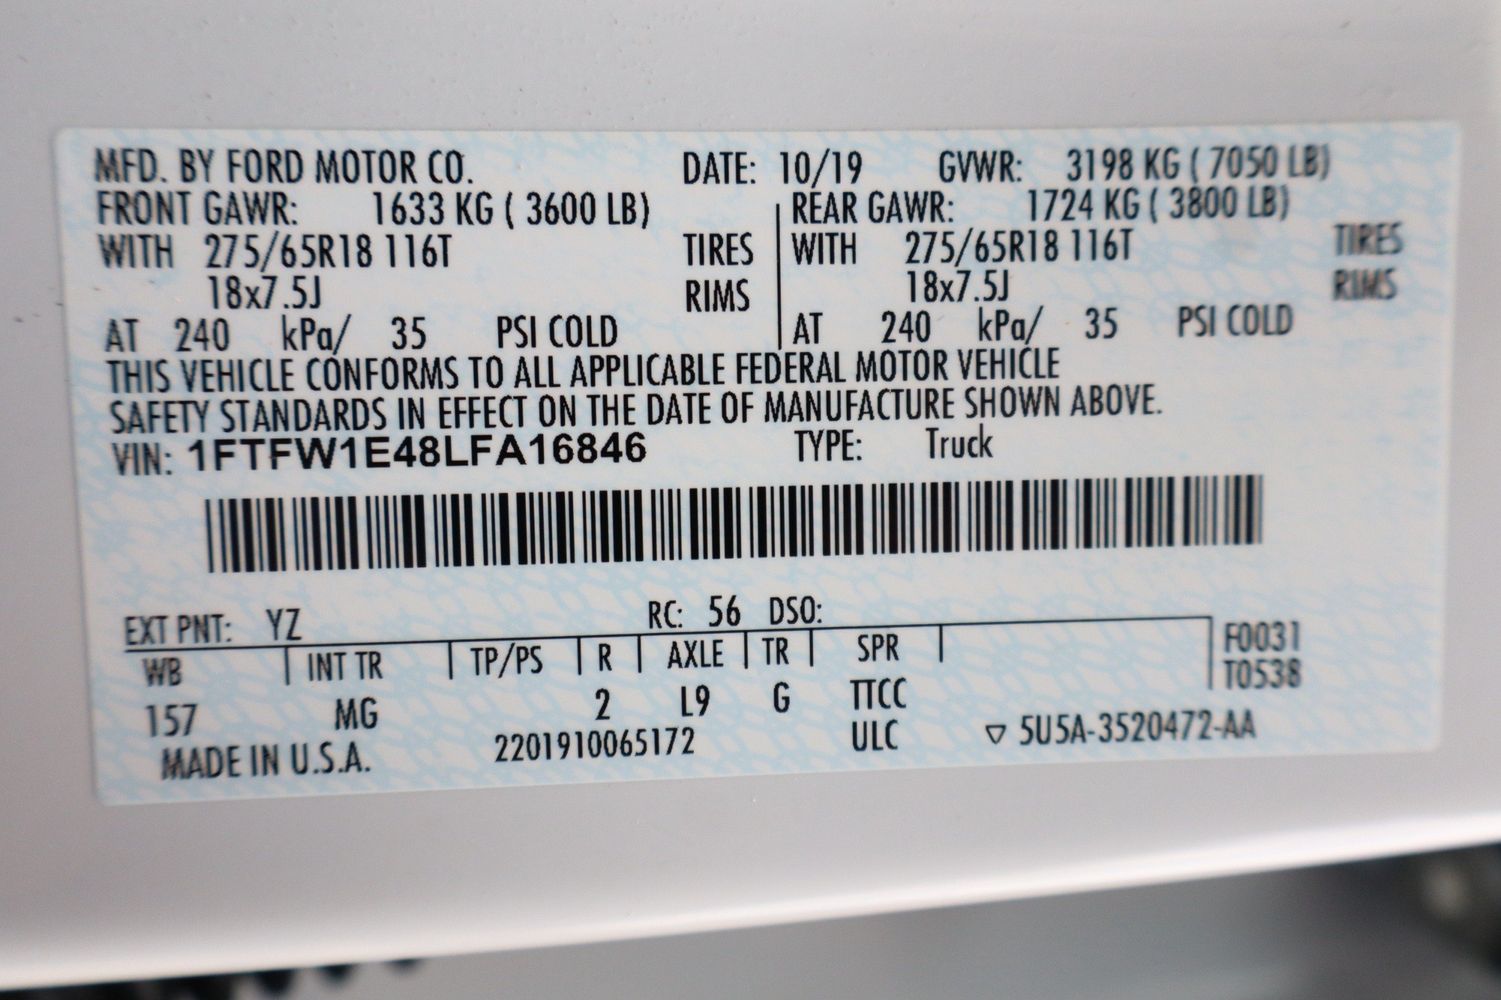 MFD. BY FORD MOTOR CO. DATE: 10/19 GVWR: 3198 KG ( 7050 LB)
FRONT GAWR: 1633 KG ( 3600 LB) REAR GAWR: 1724 KG ( 3800 LB)
WITH 275/65R18 116T TIRES WITH 275/65R18 116T TIRES
18x7.5J RIMS 18x7.5J RIMS
AT 240 kPa/ 35 PSI COLD AT 240 kPa/ 35 PSI COLD
THIS VEHICLE CONFORMS TO ALL APPLICABLE FEDERAL MOTOR VEHICLE
SAFETY STANDARDS IN EFFECT ON THE DATE OF MANUFACTURE SHOWN ABOVE.
VIN: 1FTFW1E48LFA16846 TYPE: Truck
EXT PNT: YZ RC: 56 DSO:
WB INT TR TP/PS R AXLE TR SPR F0031
T0538
157 MG 2 L9 G TTCC
ULC ▽ 5U5A-3520472-AA
MADE IN U.S.A. 2201910065172